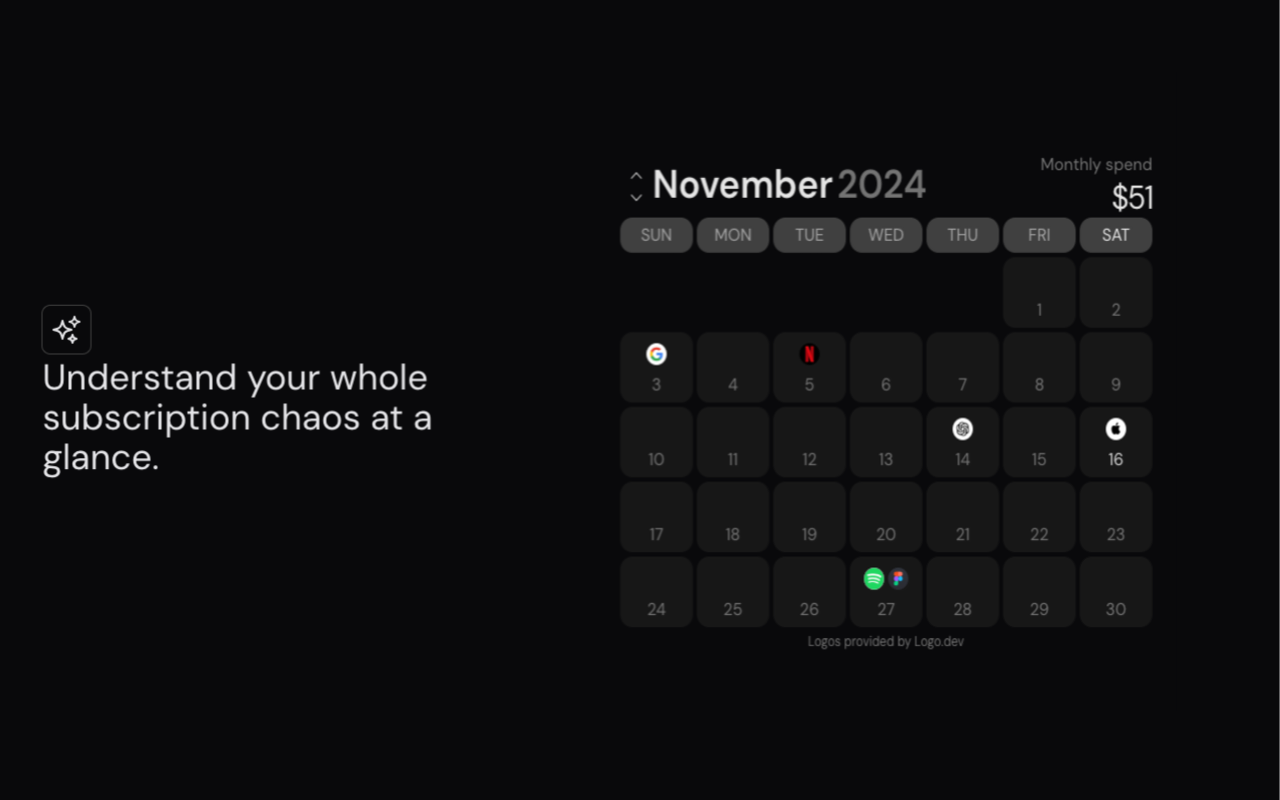 Understand your whole
subscription chaos at a
glance.
November 2024
Monthly spend
$51
SUN MON TUE WED THU FRI SAT
1 2
3 4 5 6 7 8 9
10 11 12 13 14 15 16
17 18 19 20 21 22 23
24 25 26 27 28 29 30
Logos provided by Logo.dev